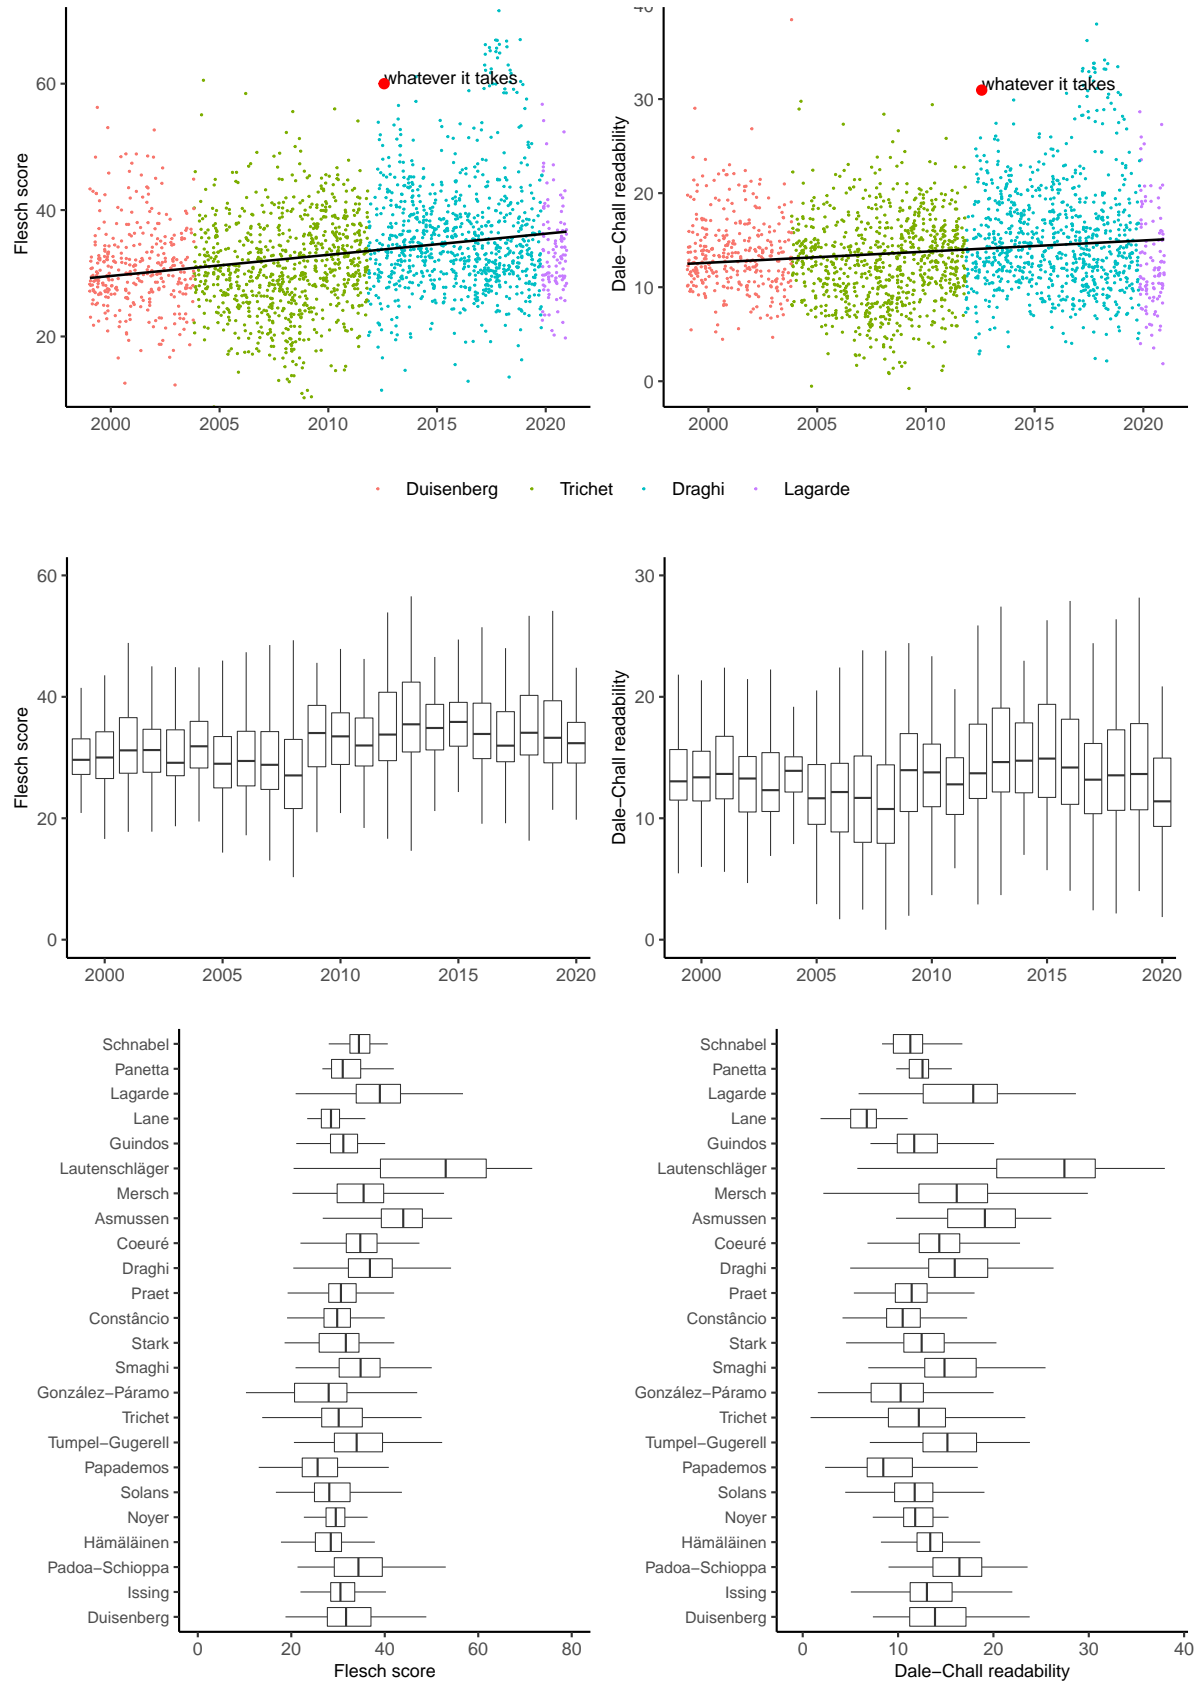 Flesch score
60
40
20
whatever it takes
2000 2005 2010 2015 2020
Dale−Chall readability
40
30
20
10
0
whatever it takes
2000 2005 2010 2015 2020
Duisenberg Trichet Draghi Lagarde
Flesch score
60
40
20
0
2000 2005 2010 2015 2020
Dale−Chall readability
30
20
10
0
2000 2005 2010 2015 2020
Schnabel
Panetta
Lagarde
Lane
Guindos
Lautenschläger
Mersch
Asmussen
Coeuré
Draghi
Praet
Constâncio
Stark
Smaghi
González−Páramo
Trichet
Tumpel−Gugerell
Papademos
Solans
Noyer
Hämäläinen
Padoa−Schioppa
Issing
Duisenberg
0 20 40 60 80
Flesch score
Schnabel
Panetta
Lagarde
Lane
Guindos
Lautenschläger
Mersch
Asmussen
Coeuré
Draghi
Praet
Constâncio
Stark
Smaghi
González−Páramo
Trichet
Tumpel−Gugerell
Papademos
Solans
Noyer
Hämäläinen
Padoa−Schioppa
Issing
Duisenberg
0 10 20 30 40
Dale−Chall readability